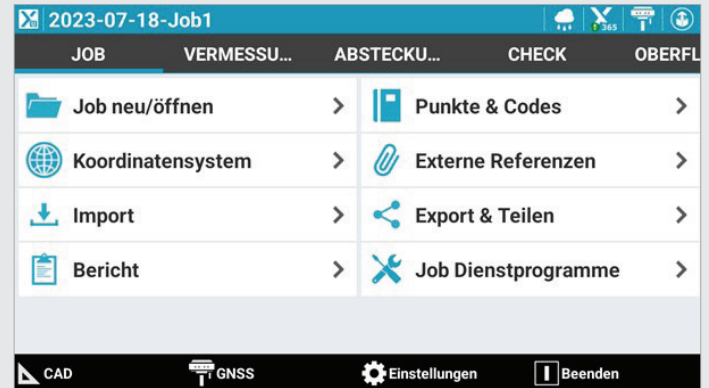 2023-07-18-Job1
365
JOB VERMESSU... ABSTECKU... CHECK OBERFL
Job neu/öffnen
Punkte & Codes
Koordinatensystem
Externe Referenzen
Import
Export & Teilen
Bericht
Job Dienstprogramme
CAD GNSS Einstellungen Beenden